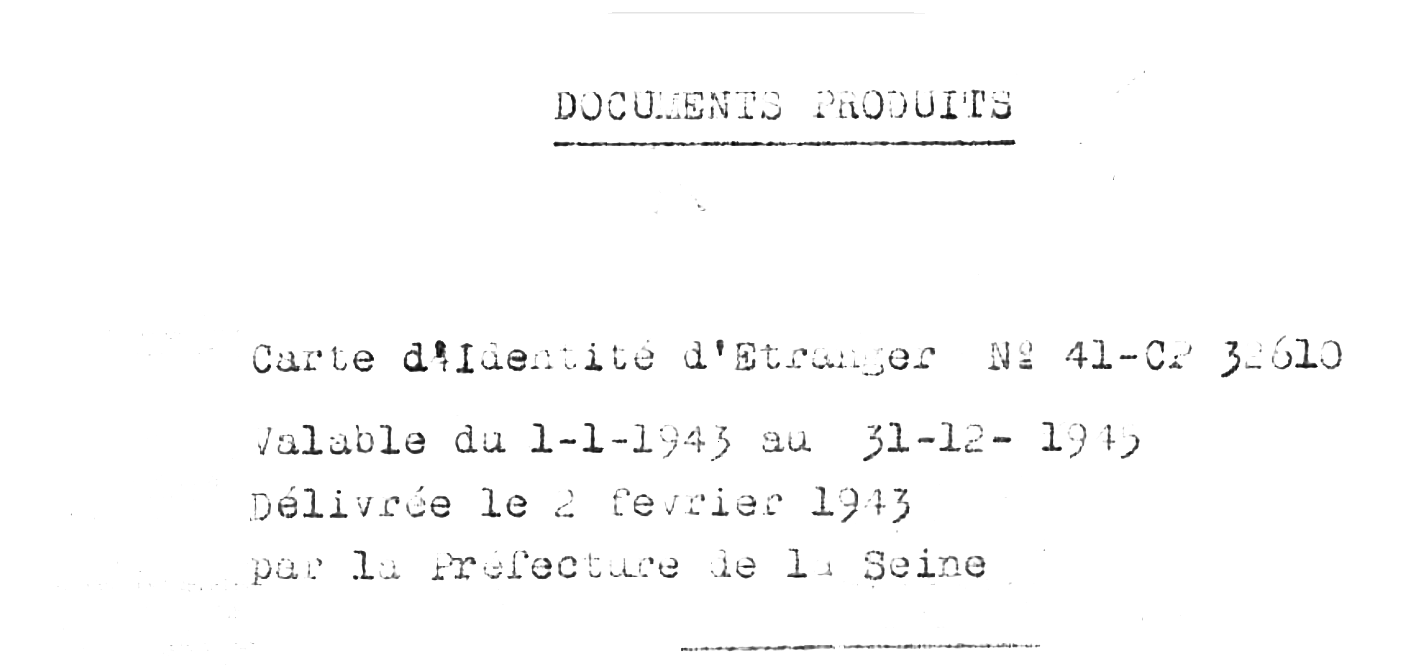 DOCUMENTS PRODUITS
Carte d'Identité d'Etranger Nº 41-CP 32610
Valable du 1-1-1943 au 31-12- 1945
Délivrée le 2 fevrier 1943
par la Préfecture de la Seine